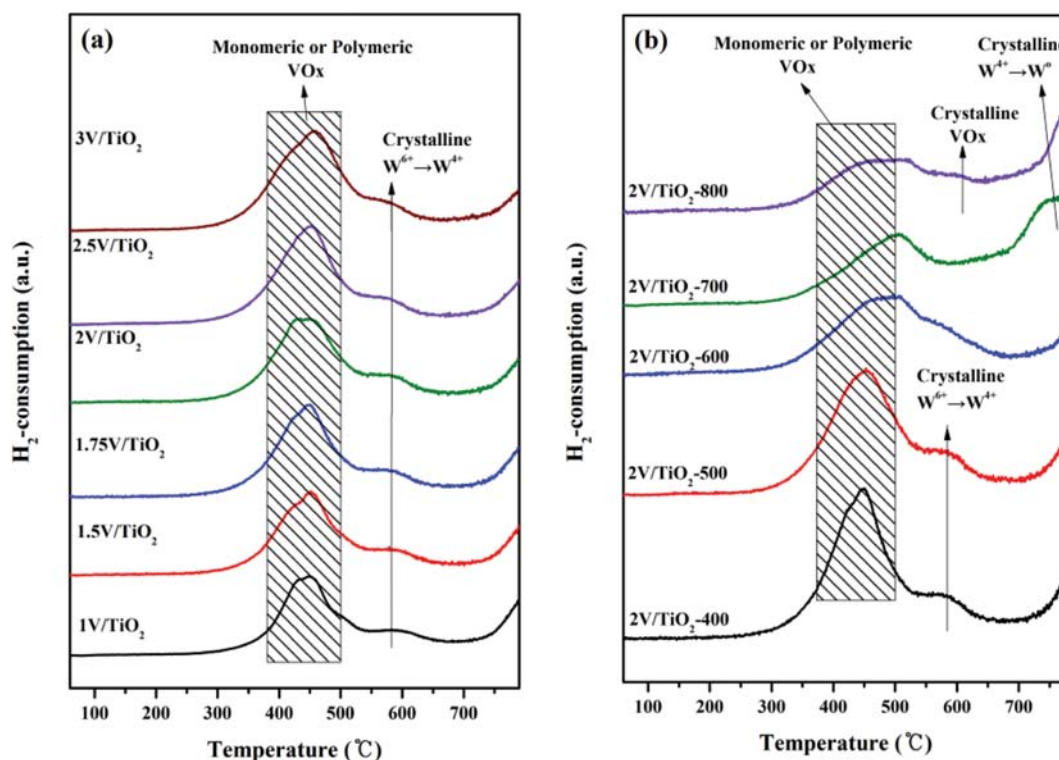 (a)
Monomeric or Polymeric
VOx
Crystalline
W⁶⁺→W⁴⁺
3V/TiO₂
2.5V/TiO₂
2V/TiO₂
1.75V/TiO₂
1.5V/TiO₂
1V/TiO₂
H₂-consumption (a.u.)
100 200 300 400 500 600 700
Temperature (℃)
(b)
Monomeric or Polymeric
VOx
Crystalline
W⁴⁺→W⁰
Crystalline
VOx
2V/TiO₂-800
2V/TiO₂-700
2V/TiO₂-600
Crystalline
W⁶⁺→W⁴⁺
2V/TiO₂-500
2V/TiO₂-400
H₂-consumption (a.u.)
100 200 300 400 500 600 700
Temperature (℃)